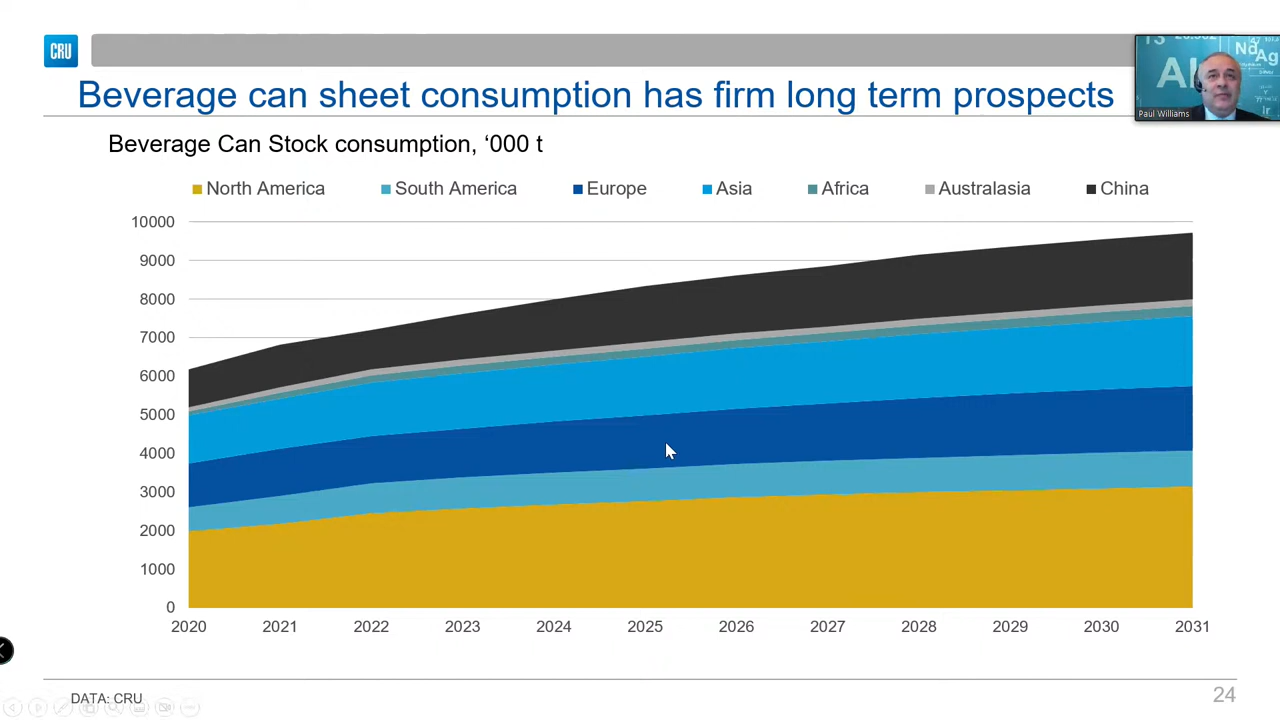 CRU
Beverage can sheet consumption has firm long term prospects
Paul Williams
Beverage Can Stock consumption, ‘000 t
North America South America Europe Asia Africa Australasia China
10000
9000
8000
7000
6000
5000
4000
3000
2000
1000
0
2020 2021 2022 2023 2024 2025 2026 2027 2028 2029 2030 2031
DATA: CRU
24